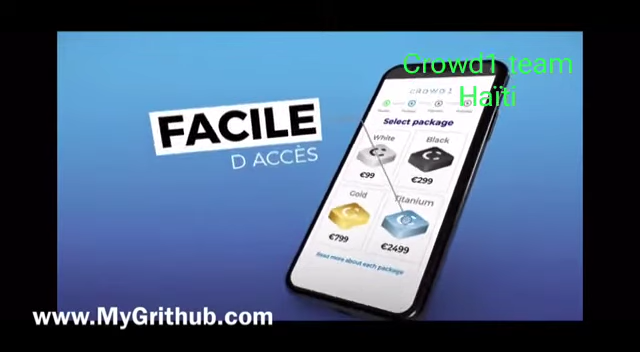 Crowd1 team
Haïti
FACILE
D ACCÈS
CROWD1
Select package
White
€99
Black
€299
Gold
€799
Titanium
€2499
Read more about each package
www.MyGrithub.com